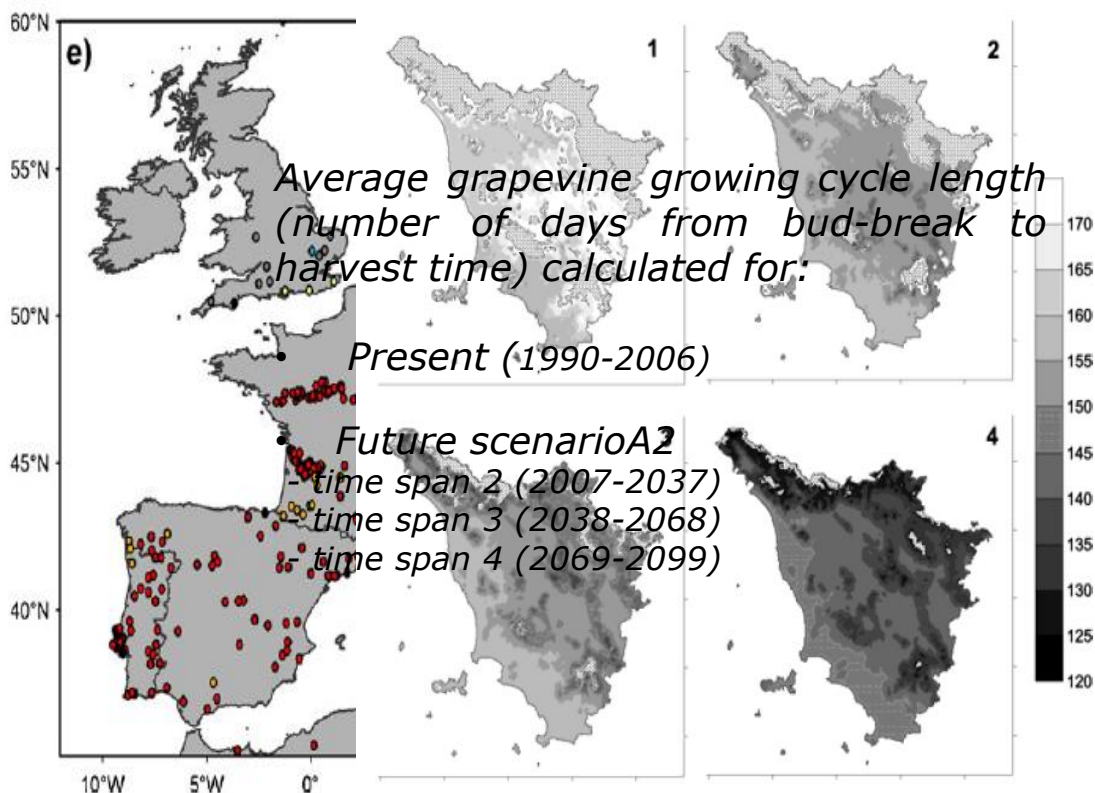 60°N
55°N
50°N
45°N
40°N
10°W
5°W
0°
e)
1
2
3
4
Average grapevine growing cycle length
(number of days from bud-break to
harvest time) calculated for:
Present (1990-2006)
Future scenarioA2
- time span 2 (2007-2037)
- time span 3 (2038-2068)
- time span 4 (2069-2099)
170
165
160
155
150
145
140
135
130
125
120